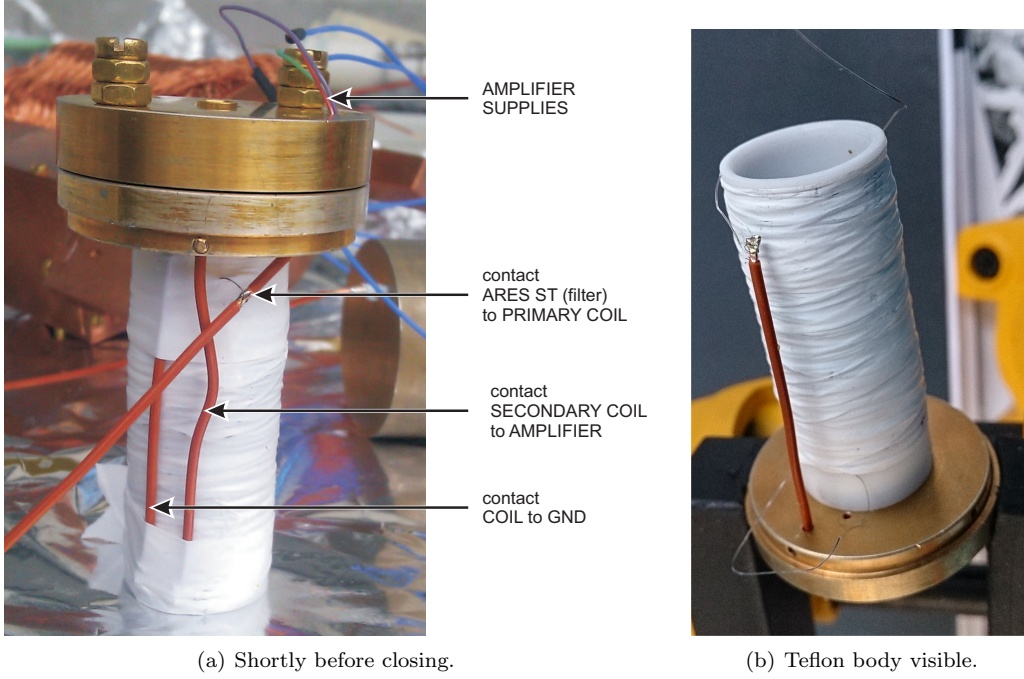 AMPLIFIER
SUPPLIES
contact
ARES ST (filter)
to PRIMARY COIL
contact
SECONDARY COIL
to AMPLIFIER
contact
COIL to GND
(a) Shortly before closing.
(b) Teflon body visible.